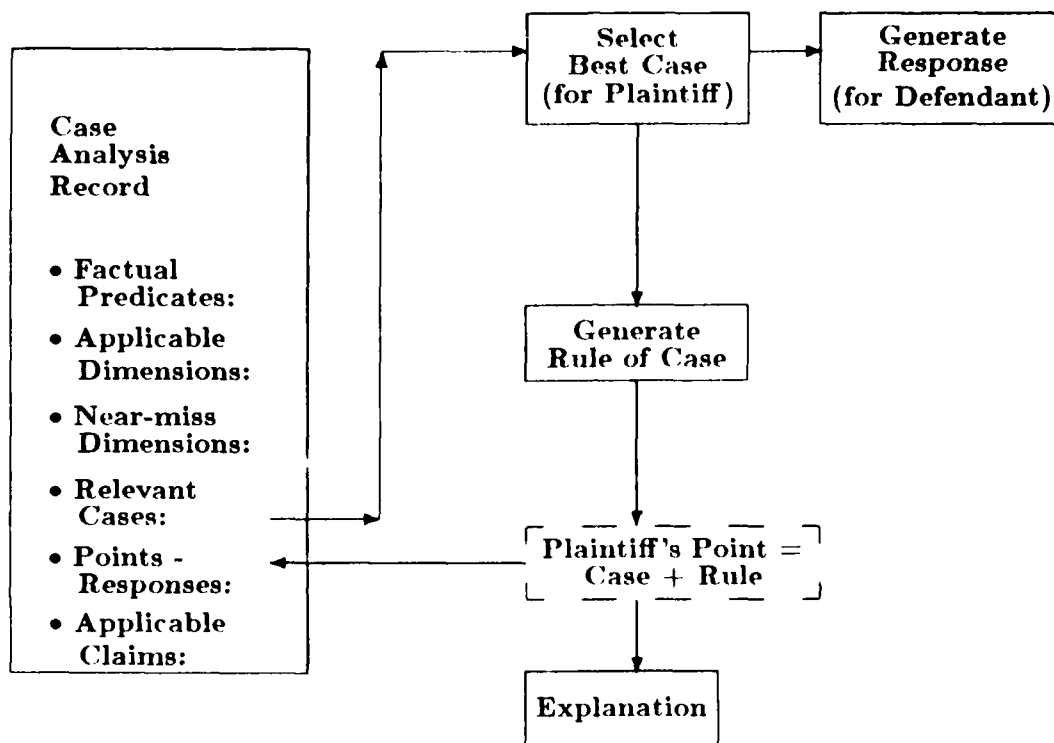 Case
Analysis
Record
• Factual
Predicates:
• Applicable
Dimensions:
• Near-miss
Dimensions:
• Relevant
Cases:
• Points -
Responses:
• Applicable
Claims:
Select
Best Case
(for Plaintiff)
Generate
Response
(for Defendant)
Generate
Rule of Case
Plaintiff's Point =
Case + Rule
Explanation